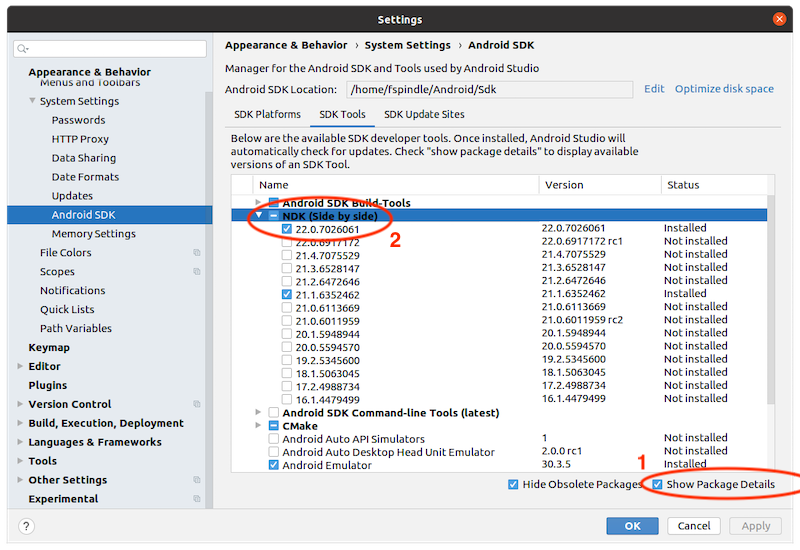 Settings
Appearance & Behavior › System Settings › Android SDK
Manager for the Android SDK and Tools used by Android Studio
Android SDK Location: /home/fspindle/Android/Sdk Edit Optimize disk space
SDK Platforms SDK Tools SDK Update Sites
Below are the available SDK developer tools. Once installed, Android Studio will
automatically check for updates. Check "show package details" to display available
versions of an SDK Tool.
Appearance & Behavior
Menus and Toolbars
System Settings
Passwords
HTTP Proxy
Data Sharing
Date Formats
Updates
Android SDK
Memory Settings
File Colors
Scopes
Notifications
Quick Lists
Path Variables
Keymap
Editor
Plugins
Version Control
Build, Execution, Deployment
Languages & Frameworks
Tools
Other Settings
Experimental
Name Version Status
Android SDK Build-Tools
NDK (Side by side)
22.0.7026061 22.0.7026061 Installed
22.0.6917172 22.0.6917172 rc1 Not installed
21.4.7075529 21.4.7075529 Not installed
21.3.6528147 21.3.6528147 Not installed
21.2.6472646 21.2.6472646 Not installed
21.1.6352462 21.1.6352462 Installed
21.0.6113669 21.0.6113669 Not installed
21.0.6011959 21.0.6011959 rc2 Not installed
20.1.5948944 20.1.5948944 Not installed
20.0.5594570 20.0.5594570 Not installed
19.2.5345600 19.2.5345600 Not installed
18.1.5063045 18.1.5063045 Not installed
17.2.4988734 17.2.4988734 Not installed
16.1.4479499 16.1.4479499 Not installed
Android SDK Command-line Tools (latest)
CMake
Android Auto API Simulators 1 Not installed
Android Auto Desktop Head Unit Emulator 2.0.0 rc1 Not installed
Android Emulator 30.3.5 Installed
2
1
Hide Obsolete Packages Show Package Details
? OK Cancel Apply